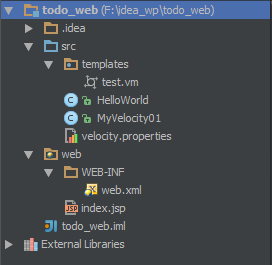 todo_web (F:\idea_wp\todo_web)
.idea
src
templates
test.vm
HelloWorld
MyVelocity01
velocity.properties
web
WEB-INF
web.xml
index.jsp
todo_web.iml
External Libraries